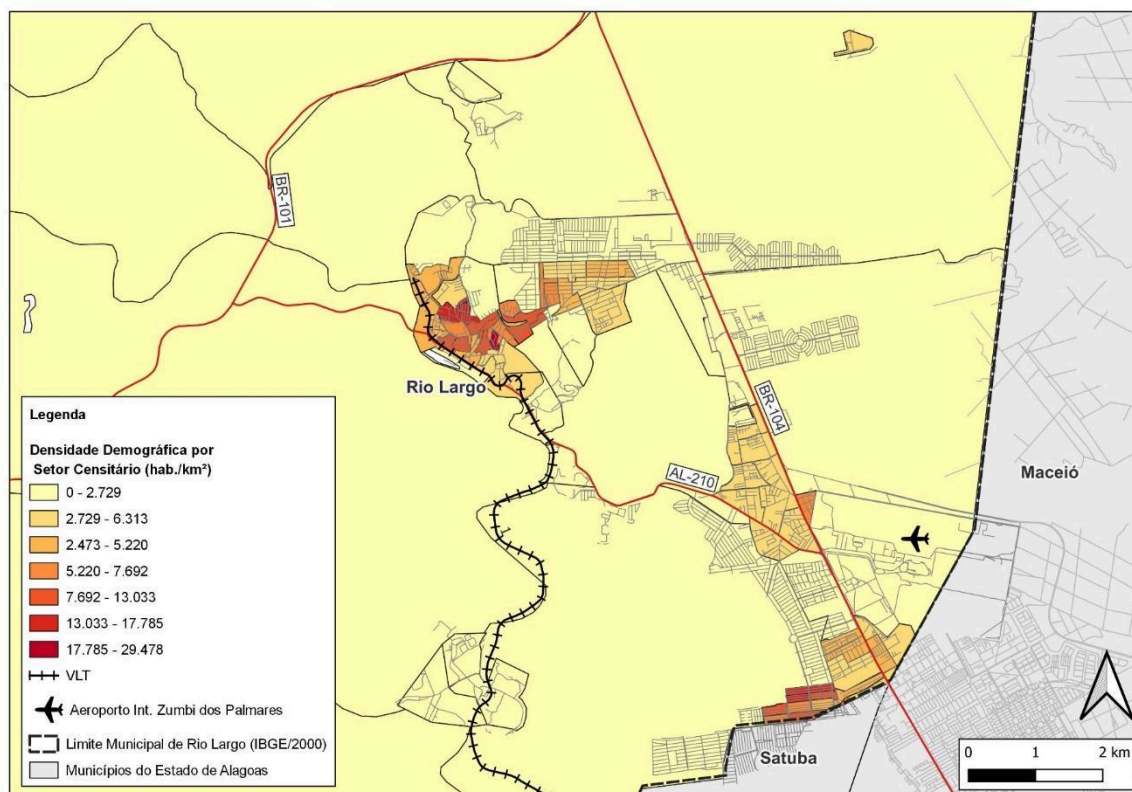 BR-101
Rio Largo
BR-104
AL-210
Maceió
Satuba
Legenda
Densidade Demográfica por
Setor Censitário (hab./km²)
0 - 2.729
2.729 - 6.313
2.473 - 5.220
5.220 - 7.692
7.692 - 13.033
13.033 - 17.785
17.785 - 29.478
VLT
Aeroporto Int. Zumbi dos Palmares
Limite Municipal de Rio Largo (IBGE/2000)
Municípios do Estado de Alagoas
0 1 2 km